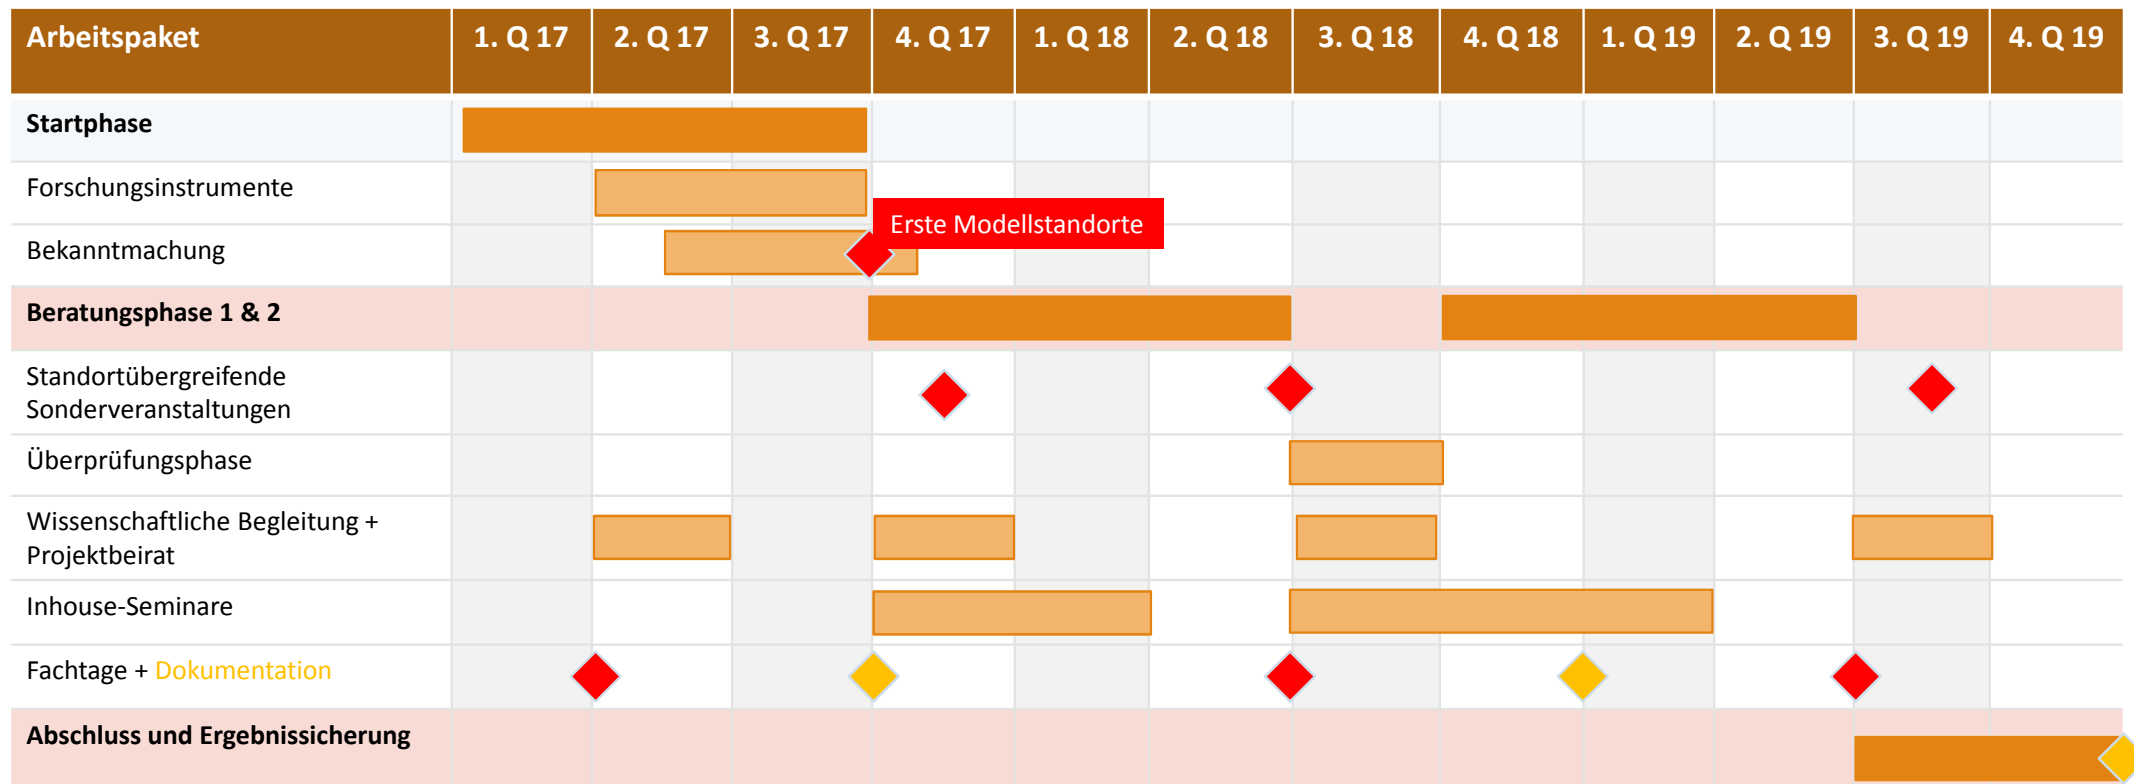 Arbeitspaket 1. Q 17 2. Q 17 3. Q 17 4. Q 17 1. Q 18 2. Q 18 3. Q 18 4. Q 18 1. Q 19 2. Q 19 3. Q 19 4. Q 19
Startphase
Forschungsinstrumente
Erste Modellstandorte
Bekanntmachung
Beratungsphase 1 & 2
Standortübergreifende
Sonderveranstaltungen
Überprüfungsphase
Wissenschaftliche Begleitung +
Projektbeirat
Inhouse-Seminare
Fachtage + Dokumentation
Abschluss und Ergebnissicherung